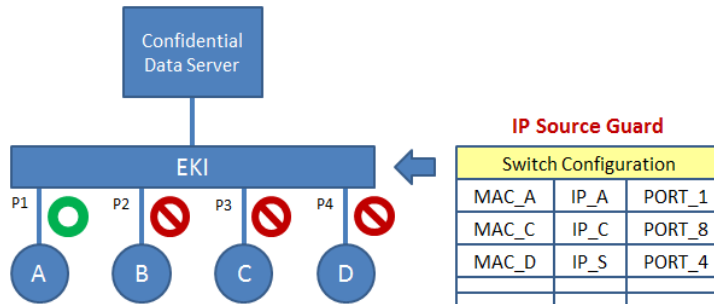 Confidential
Data Server
EKI
P1
P2
P3
P4
A
B
C
D
IP Source Guard
Switch Configuration
MAC_A IP_A PORT_1
MAC_C IP_C PORT_8
MAC_D IP_S PORT_4